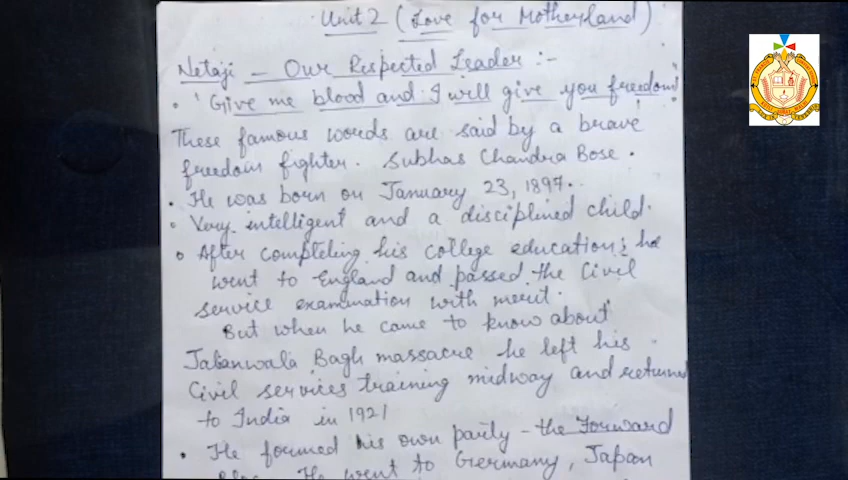 Unit 2 (Love for Motherland)
Netaji - Our Respected Leader :-
• 'Give me blood and I will give you freedom'
These famous words are said by a brave
freedom fighter. Subhas Chandra Bose.
• He was born on January 23, 1897.
• Very intelligent and a disciplined child.
• After completing his college education; he
went to England and passed the Civil
service examination with merit.
But when he came to know about
Jalanwala Bagh massacre he left his
Civil services training midway and returned
to India in 1921
• He formed his own party - the Forward
He went to Germany, Japan